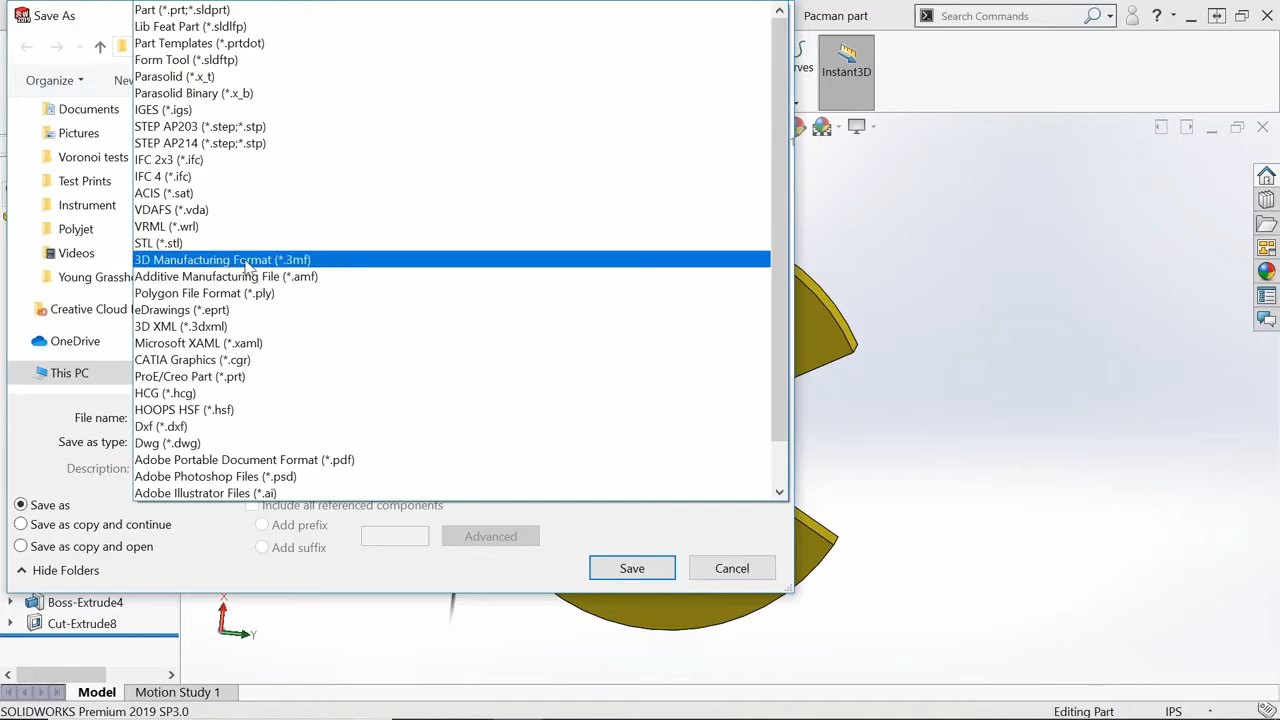 Save As
Part (*.prt;*.sldprt)
Pacman part
Search Commands
?
Lib Feat Part (*.sldlfp)
Part Templates (*.prtdot)
Form Tool (*.sldftp)
Parasolid (*.x_t)
Parasolid Binary (*.x_b)
IGES (*.igs)
STEP AP203 (*.step;*.stp)
STEP AP214 (*.step;*.stp)
IFC 2x3 (*.ifc)
IFC 4 (*.ifc)
ACIS (*.sat)
VDAFS (*.vda)
VRML (*.wrl)
STL (*.stl)
3D Manufacturing Format (*.3mf)
Additive Manufacturing File (*.amf)
Polygon File Format (*.ply)
eDrawings (*.eprt)
3D XML (*.3dxml)
Microsoft XAML (*.xaml)
CATIA Graphics (*.cgr)
ProE/Creo Part (*.prt)
HCG (*.hcg)
HOOPS HSF (*.hsf)
Dxf (*.dxf)
Dwg (*.dwg)
Adobe Portable Document Format (*.pdf)
Adobe Photoshop Files (*.psd)
Adobe Illustrator Files (*.ai)
rves
Instant3D
Organize
Documents
Pictures
Voronoi tests
Test Prints
Instrument
Polyjet
Videos
Young Grassh
Creative Cloud
OneDrive
This PC
File name:
Save as type:
Description:
Save as
Save as copy and continue
Save as copy and open
Include all referenced components
Add prefix
Add suffix
Advanced
Hide Folders
Save
Cancel
Boss-Extrude4
Cut-Extrude8
X
Y
Model
Motion Study 1
SOLIDWORKS Premium 2019 SP3.0
Editing Part
IPS